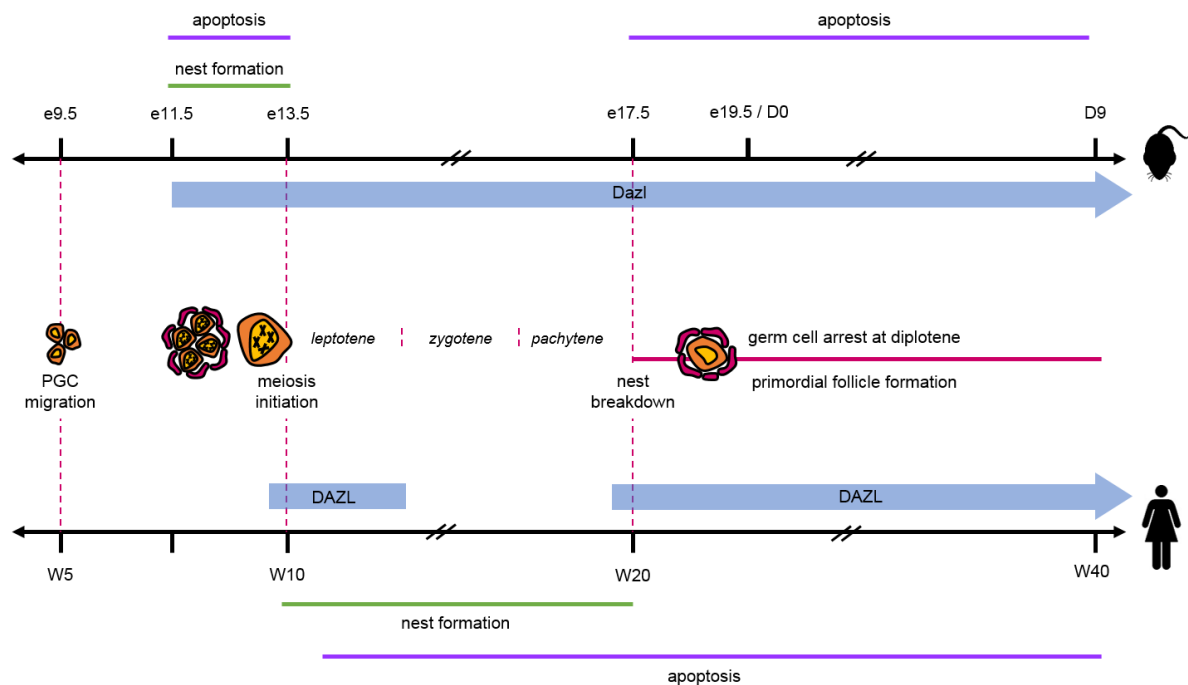 apoptosis
apoptosis
nest formation
e9.5
e11.5
e13.5
e17.5
e19.5 / D0
D9
Dazl
leptotene
zygotene
pachytene
germ cell arrest at diplotene
PGC
migration
meiosis
initiation
nest
breakdown
primordial follicle formation
DAZL
DAZL
W5
W10
W20
W40
nest formation
apoptosis